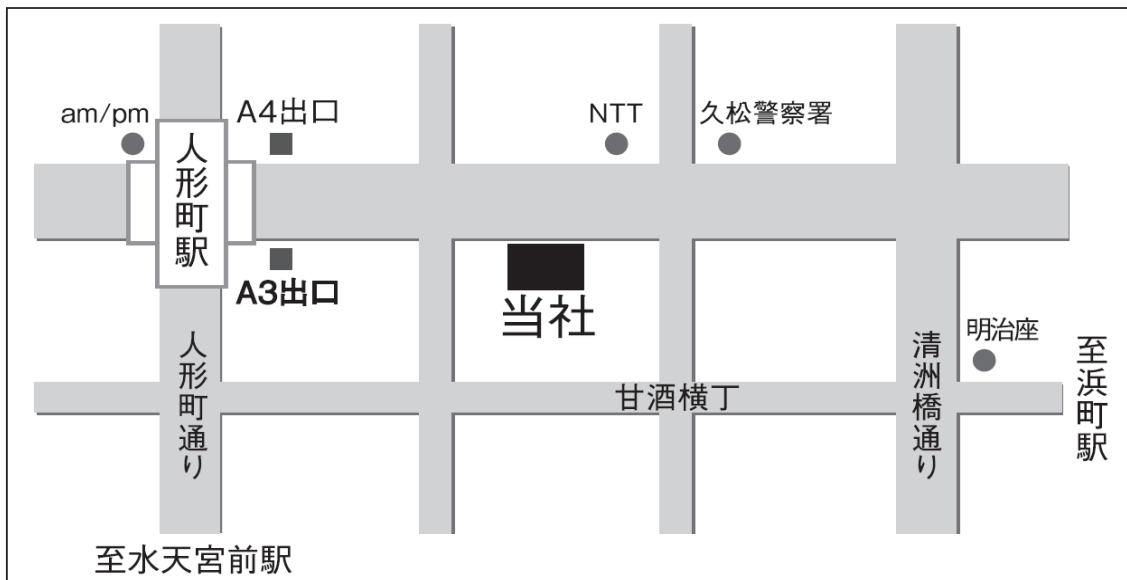 am/pm
A4出口
NTT
久松警察署
人形町駅
A3出口
当社
明治座
人形町通り
甘酒横丁
清洲橋通り
至浜町駅
至水天宮前駅